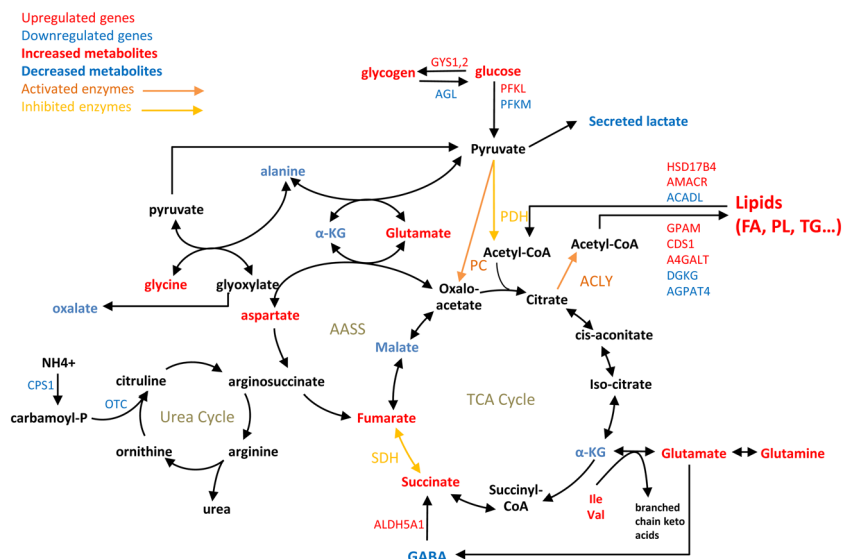 Upregulated genes
Downregulated genes
Increased metabolites
Decreased metabolites
Activated enzymes
Inhibited enzymes
GYS1,2
glycogen
glucose
AGL
PFKL
PFKM
Secreted lactate
Pyruvate
alanine
HSD17B4
AMACR
ACADL
pyruvate
PDH
Lipids
(FA, PL, TG...)
α-KG
Glutamate
Acetyl-CoA
Acetyl-CoA
GPAM
CDS1
A4GALT
DGKG
AGPAT4
PC
ACLY
glycine
glyoxylate
Oxalo-
acetate
Citrate
oxalate
aspartate
AASS
cis-aconitate
Malate
NH4+
CPS1
citruline
arginosuccinate
Iso-citrate
OTC
TCA Cycle
carbamoyl-P
Urea Cycle
Fumarate
ornithine
arginine
SDH
α-KG
Glutamate
Glutamine
Succinate
Succinyl-
CoA
Ile
Val
urea
branched
chain keto
acids
ALDH5A1
GABA